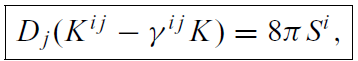 D_j(K^{ij} − γ^{ij} K) = 8π S^i,